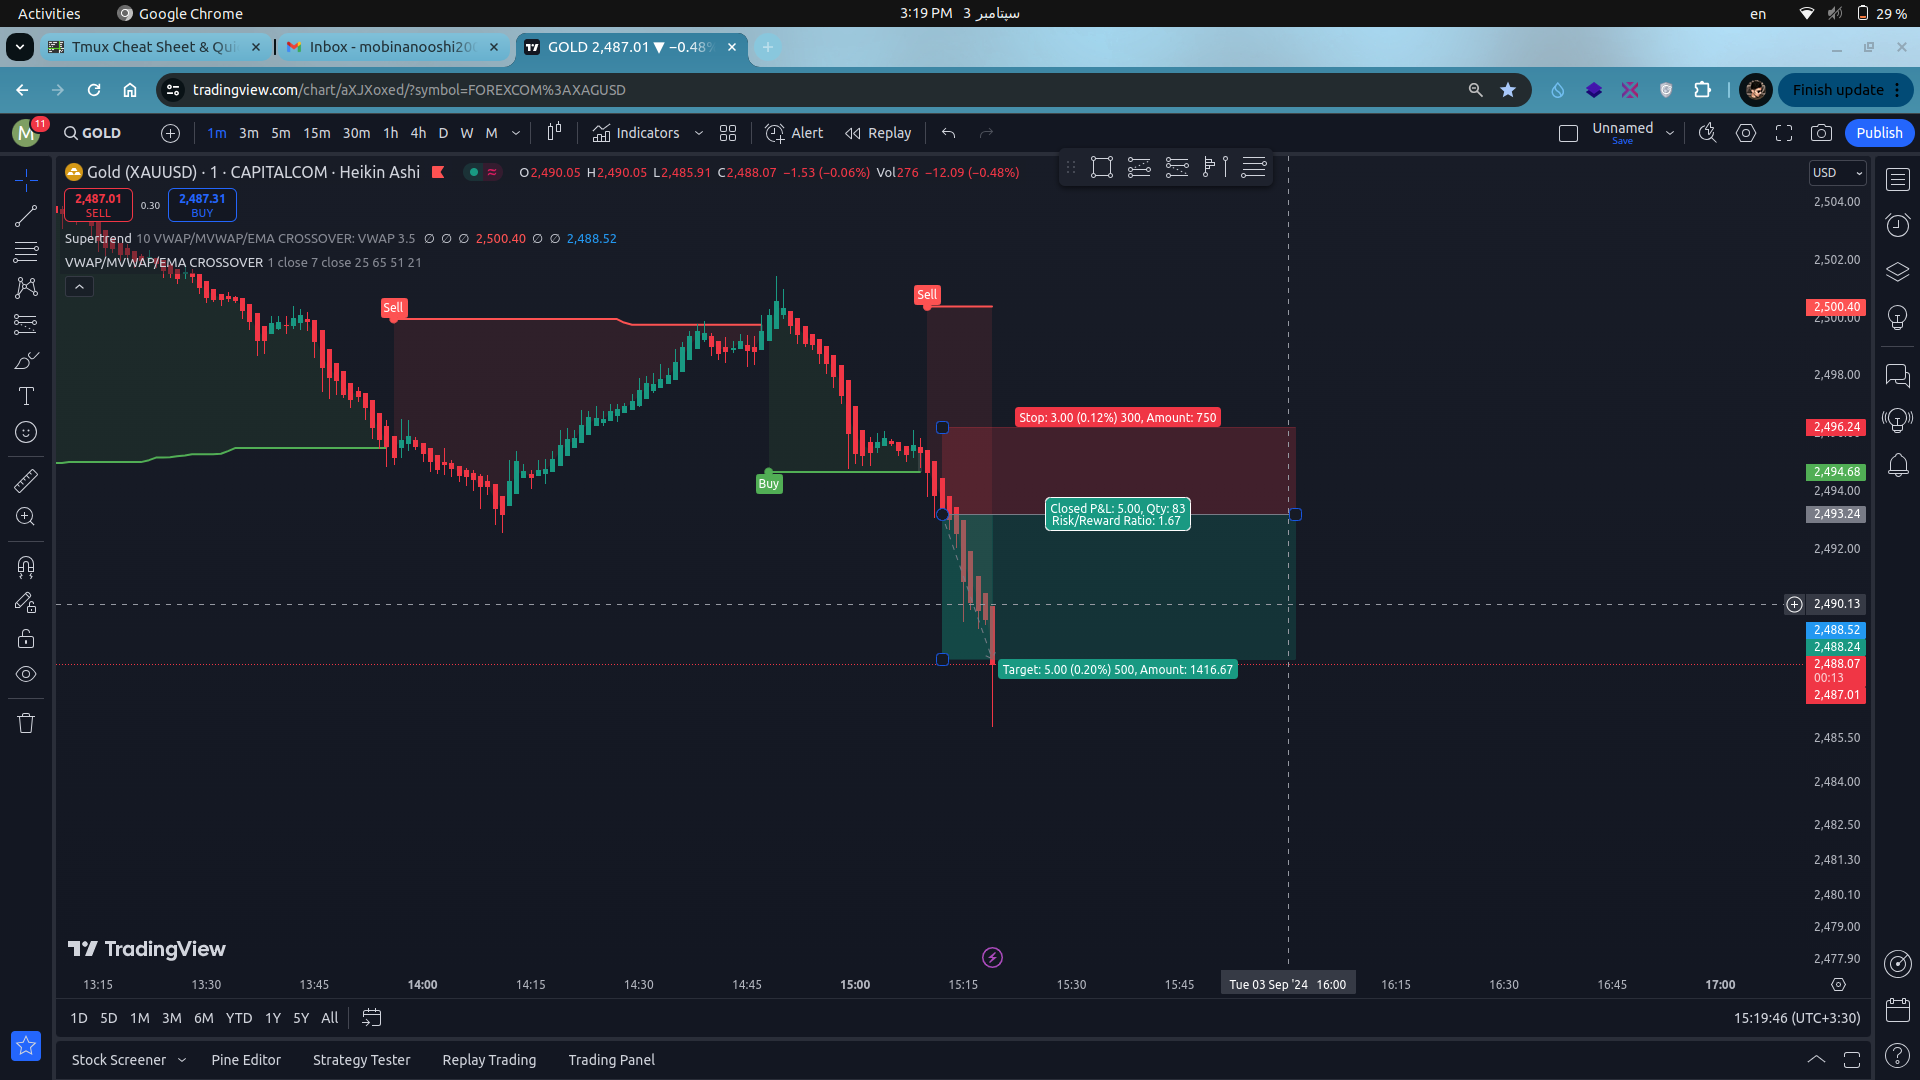 Activities
Google Chrome
3:19 PM 3 سپتامبر
en
29 %
Tmux Cheat Sheet & Qui
Inbox - mobinanooshi200
GOLD 2,487.01 ▼ −0.48%
tradingview.com/chart/aXJXoxed/?symbol=FOREXCOM%3AXAGUSD
Finish update
M
11
GOLD
1m 3m 5m 15m 30m 1h 4h D W M
Indicators
Alert
Replay
Unnamed
Save
Publish
Gold (XAUUSD) · 1 · CAPITALCOM · Heikin Ashi
O2,490.05 H2,490.05 L2,485.91 C2,488.07 −1.53 (−0.06%) Vol276 −12.09 (−0.48%)
USD
2,487.01
SELL
0.30
2,487.31
BUY
Supertrend 10 VWAP/MVWAP/EMA CROSSOVER: VWAP 3.5 ∅ ∅ ∅ 2,500.40 ∅ ∅ 2,488.52
VWAP/MVWAP/EMA CROSSOVER 1 close 7 close 25 65 51 21
Sell
Buy
Sell
Stop: 3.00 (0.12%) 300, Amount: 750
Closed P&L: 5.00, Qty: 83
Risk/Reward Ratio: 1.67
Target: 5.00 (0.20%) 500, Amount: 1416.67
2,504.00
2,502.00
2,500.40
2,500.00
2,498.00
2,496.24
2,494.68
2,494.00
2,493.24
2,492.00
2,490.13
2,488.52
2,488.24
2,488.07
00:13
2,487.01
2,485.50
2,484.00
2,482.50
2,481.30
2,480.10
2,479.00
2,477.90
TradingView
13:15 13:30 13:45 14:00 14:15 14:30 14:45 15:00 15:15 15:30 15:45 Tue 03 Sep '24 16:00 16:15 16:30 16:45 17:00
1D 5D 1M 3M 6M YTD 1Y 5Y All
15:19:46 (UTC+3:30)
Stock Screener
Pine Editor
Strategy Tester
Replay Trading
Trading Panel